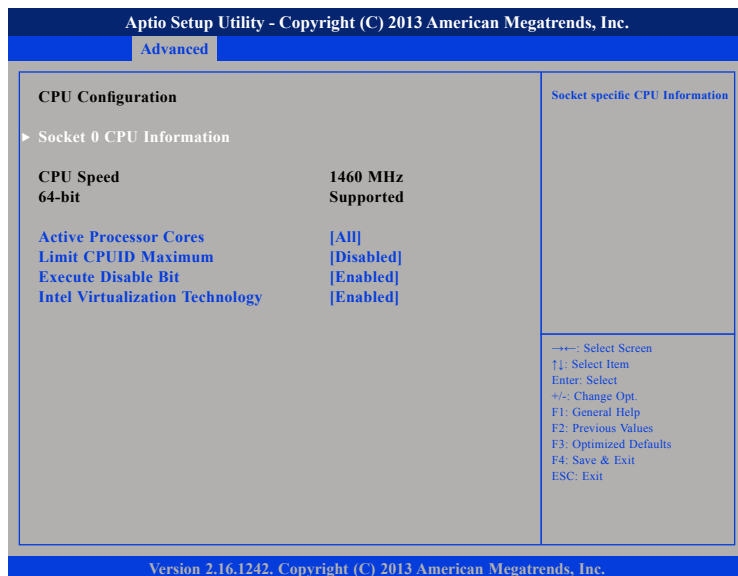 Aptio Setup Utility - Copyright (C) 2013 American Megatrends, Inc.
Advanced
CPU Configuration
► Socket 0 CPU Information
CPU Speed 1460 MHz
64-bit Supported
Active Processor Cores [All]
Limit CPUID Maximum [Disabled]
Execute Disable Bit [Enabled]
Intel Virtualization Technology [Enabled]
Socket specific CPU Information
→←: Select Screen
↑↓: Select Item
Enter: Select
+/-: Change Opt.
F1: General Help
F2: Previous Values
F3: Optimized Defaults
F4: Save & Exit
ESC: Exit
Version 2.16.1242. Copyright (C) 2013 American Megatrends, Inc.